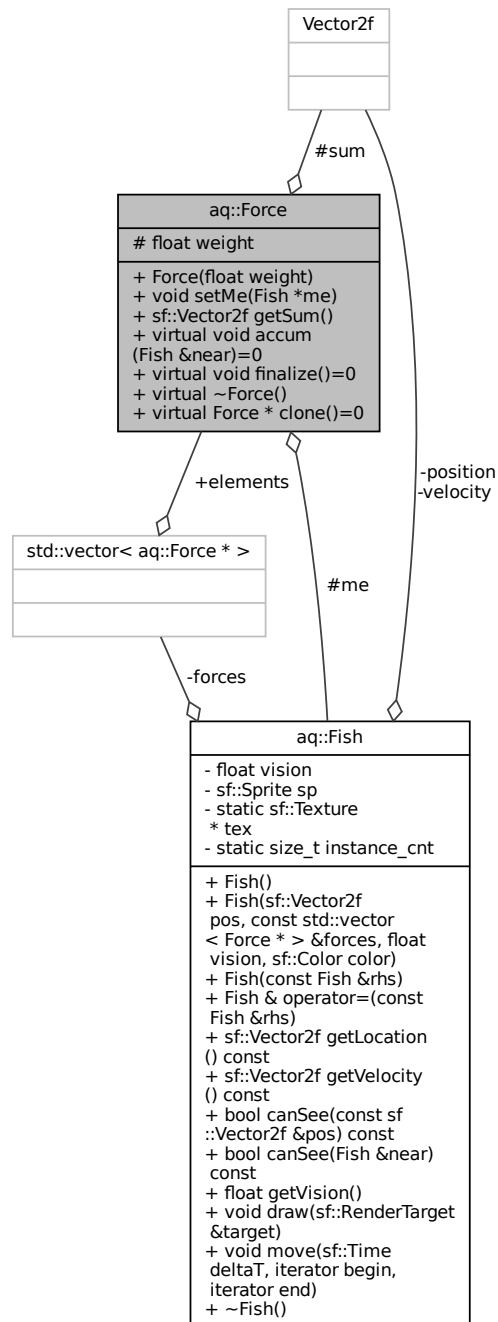 Vector2f
#sum
aq::Force
# float weight
+ Force(float weight)
+ void setMe(Fish *me)
+ sf::Vector2f getSum()
+ virtual void accum
(Fish &near)=0
+ virtual void finalize()=0
+ virtual ~Force()
+ virtual Force * clone()=0
-position
-velocity
+elements
std::vector< aq::Force * >
#me
-forces
aq::Fish
- float vision
- sf::Sprite sp
- static sf::Texture
* tex
- static size_t instance_cnt
+ Fish()
+ Fish(sf::Vector2f
pos, const std::vector
< Force * > &forces, float
vision, sf::Color color)
+ Fish(const Fish &rhs)
+ Fish & operator=(const
Fish &rhs)
+ sf::Vector2f getLocation
() const
+ sf::Vector2f getVelocity
() const
+ bool canSee(const sf
::Vector2f &pos) const
+ bool canSee(Fish &near)
const
+ float getVision()
+ void draw(sf::RenderTarget
&target)
+ void move(sf::Time
deltaT, iterator begin,
iterator end)
+ ~Fish()